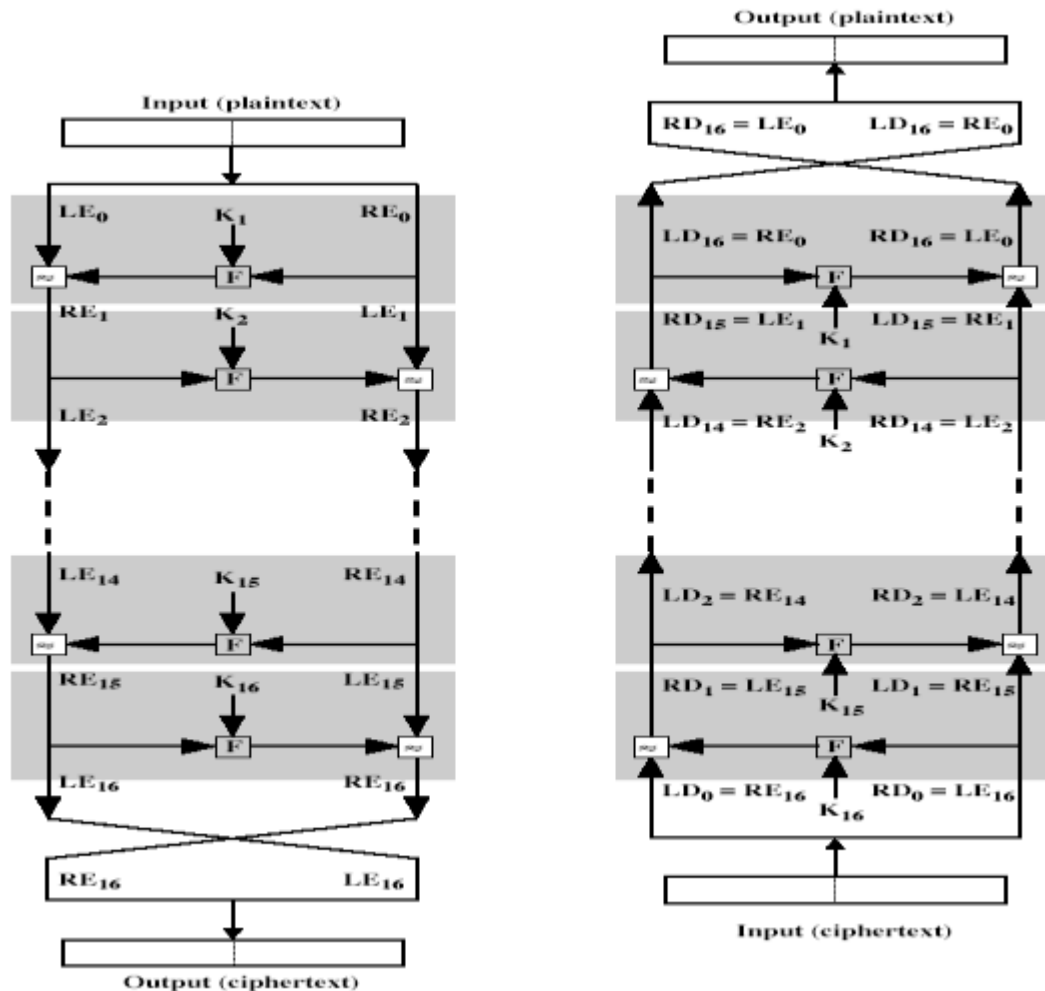 Input (plaintext)
LE0
K1
RE0
F
RE1
K2
LE1
F
LE2
RE2
LE14
K15
RE14
F
RE15
K16
LE15
F
LE16
RE16
RE16
LE16
Output (ciphertext)
Output (plaintext)
RD16 = LE0
LD16 = RE0
LD16 = RE0
RD16 = LE0
F
RD15 = LE1
LD15 = RE1
K1
F
LD14 = RE2
RD14 = LE2
K2
LD2 = RE14
RD2 = LE14
F
RD1 = LE15
LD1 = RE15
K15
F
LD0 = RE16
RD0 = LE16
K16
Input (ciphertext)